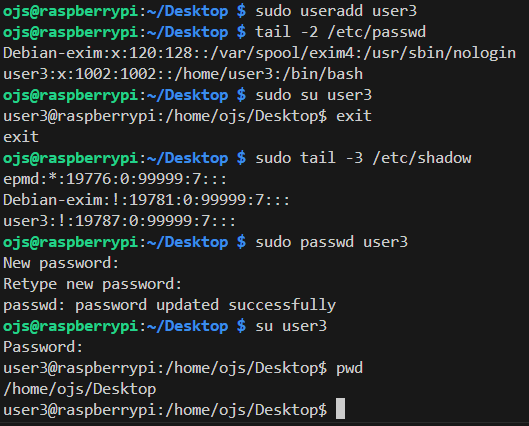 ojs@raspberrypi:~/Desktop $ sudo useradd user3
ojs@raspberrypi:~/Desktop $ tail -2 /etc/passwd
Debian-exim:x:120:128::/var/spool/exim4:/usr/sbin/nologin
user3:x:1002:1002::/home/user3:/bin/bash
ojs@raspberrypi:~/Desktop $ sudo su user3
user3@raspberrypi:/home/ojs/Desktop$ exit
exit
ojs@raspberrypi:~/Desktop $ sudo tail -3 /etc/shadow
epmd:*:19776:0:99999:7:::
Debian-exim:!:19781:0:99999:7:::
user3:!:19787:0:99999:7:::
ojs@raspberrypi:~/Desktop $ sudo passwd user3
New password:
Retype new password:
passwd: password updated successfully
ojs@raspberrypi:~/Desktop $ su user3
Password:
user3@raspberrypi:/home/ojs/Desktop$ pwd
/home/ojs/Desktop
user3@raspberrypi:/home/ojs/Desktop$